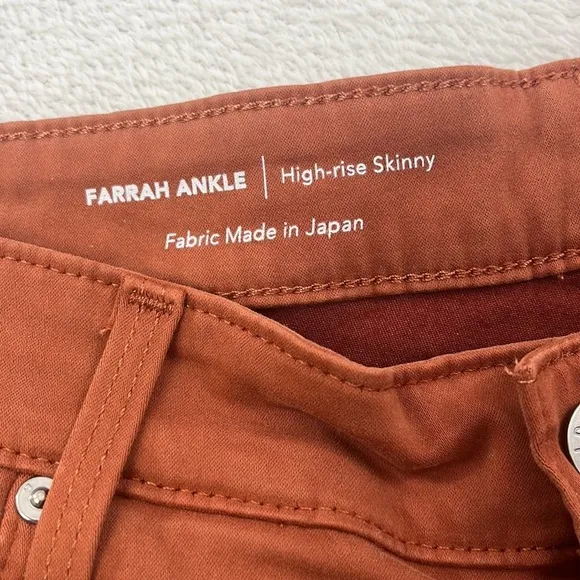 FARRAH ANKLE | High-rise Skinny
Fabric Made in Japan